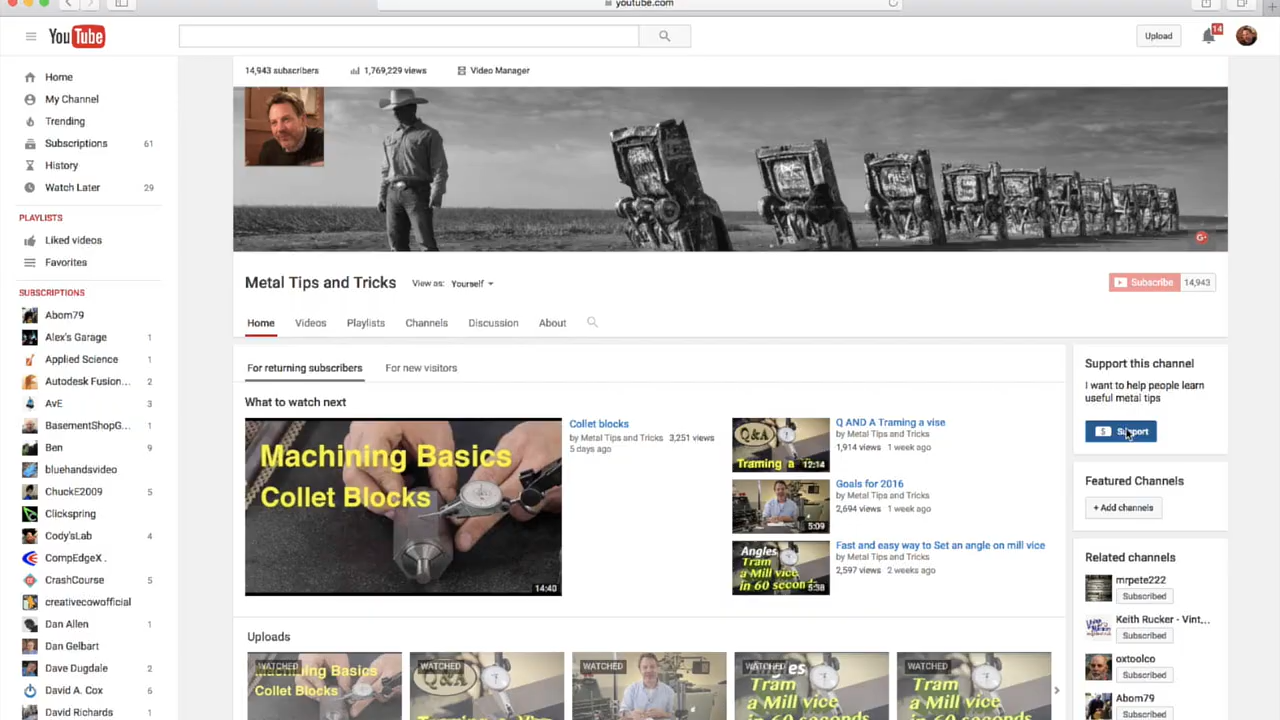 youtube.com
YouTube
Upload
14
14,943 subscribers
1,769,229 views
Video Manager
Home
My Channel
Trending
Subscriptions 61
History
Watch Later 29
PLAYLISTS
Liked videos
Favorites
SUBSCRIPTIONS
Abom79
Alex's Garage 1
Applied Science 1
Autodesk Fusion... 2
AvE 3
BasementShopG... 1
Ben 9
bluehandsvideo
ChuckE2009 5
Clickspring
Cody'sLab 4
CompEdgeX .
CrashCourse 5
creativecowofficial
Dan Allen 1
Dan Gelbart
Dave Dugdale 2
David A. Cox 6
David Richards
Metal Tips and Tricks
View as: Yourself
Subscribe 14,943
Home Videos Playlists Channels Discussion About
For returning subscribers For new visitors
What to watch next
Machining Basics
Collet Blocks
14:40
Collet blocks
by Metal Tips and Tricks 3,251 views
5 days ago
Q&A
Traming a
12:14
Q AND A Traming a vise
by Metal Tips and Tricks
1,914 views 1 week ago
5:09
Goals for 2016
by Metal Tips and Tricks
2,694 views 1 week ago
Angles
Tram
a Mill vice
in 60 seconds
5:38
Fast and easy way to Set an angle on mill vice
by Metal Tips and Tricks
2,597 views 2 weeks ago
Support this channel
I want to help people learn
useful metal tips
$ Support
Featured Channels
+ Add channels
Related channels
mrpete222
Subscribed
Keith Rucker - Vint...
Subscribed
oxtoolco
Subscribed
Abom79
Subscribed
Uploads
WATCHED
Machining Basics
Collet Blocks
WATCHED
Q&A
WATCHED
WATCHED
Angles
Tram
a Mill vice
in 60 seconds
WATCHED
Tram
a Mill vice
in 60 seconds